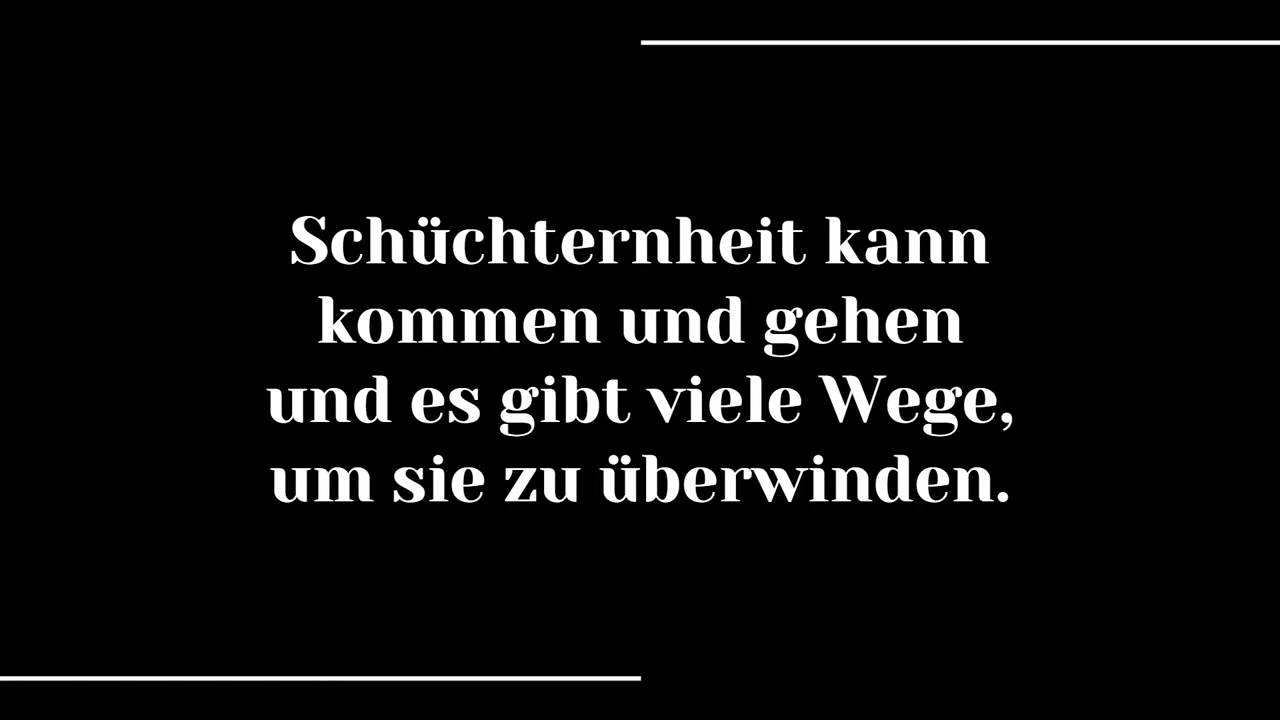 Schüchternheit kann
kommen und gehen
und es gibt viele Wege,
um sie zu überwinden.